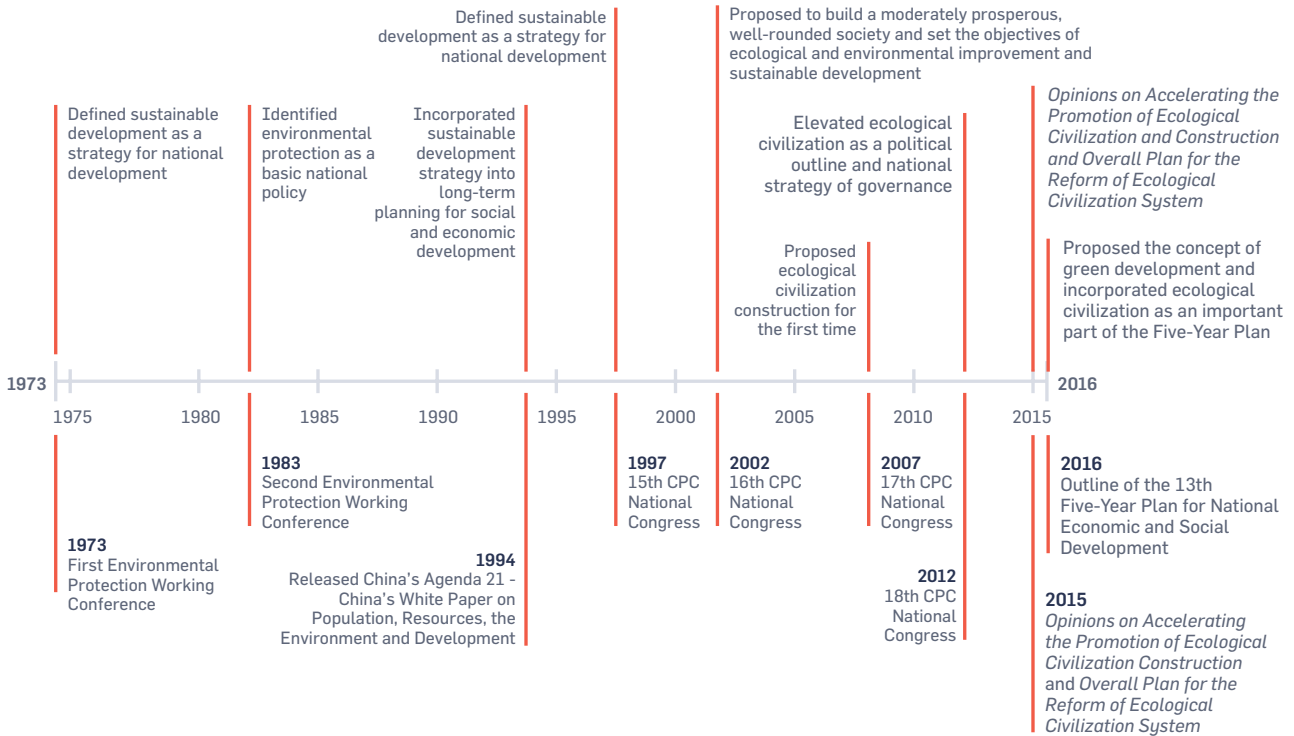 Defined sustainable
development as a strategy for
national development
Proposed to build a moderately prosperous,
well-rounded society and set the objectives of
ecological and environmental improvement and
sustainable development
Defined sustainable
development as a
strategy for national
development
Identified
environmental
protection as a
basic national
policy
Incorporated
sustainable
development
strategy into
long-term
planning for social
and economic
development
Elevated ecological
civilization as a political
outline and national
strategy of governance
Opinions on Accelerating the
Promotion of Ecological
Civilization and Construction
and Overall Plan for the
Reform of Ecological
Civilization System
Proposed
ecological
civilization
construction for
the first time
Proposed the concept of
green development and
incorporated ecological
civilization as an important
part of the Five-Year Plan
1973
2016
1975 1980 1985 1990 1995 2000 2005 2010 2015
1973
First Environmental
Protection Working
Conference
1983
Second Environmental
Protection Working
Conference
1994
Released China's Agenda 21 -
China's White Paper on
Population, Resources, the
Environment and Development
1997
15th CPC
National
Congress
2002
16th CPC
National
Congress
2007
17th CPC
National
Congress
2012
18th CPC
National
Congress
2016
Outline of the 13th
Five-Year Plan for National
Economic and Social
Development
2015
Opinions on Accelerating
the Promotion of Ecological
Civilization Construction
and Overall Plan for the
Reform of Ecological
Civilization System